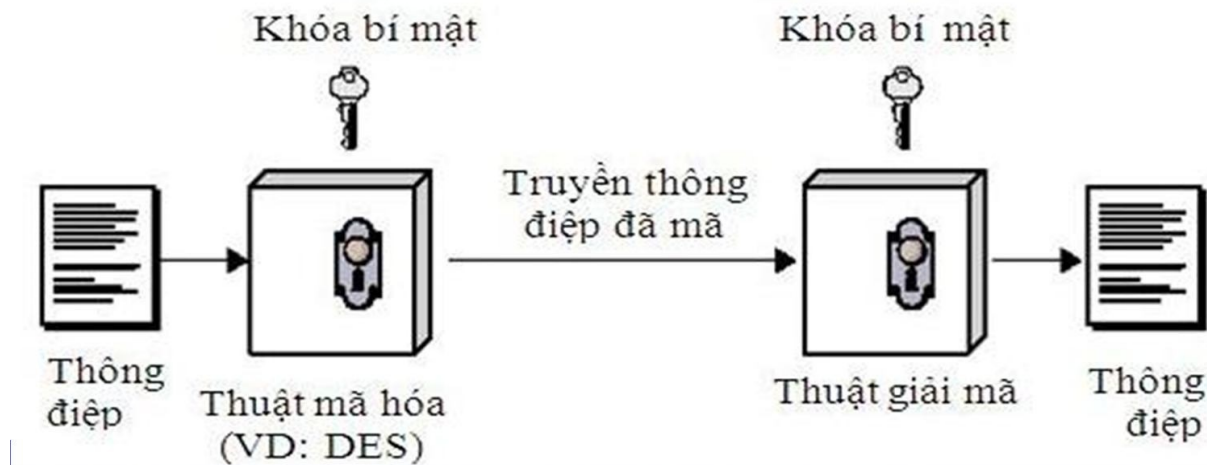 Khóa bí mật
Khóa bí mật
Truyền thông
điệp đã mã
Thông
điệp
Thuật mã hóa
(VD: DES)
Thuật giải mã
Thông
điệp